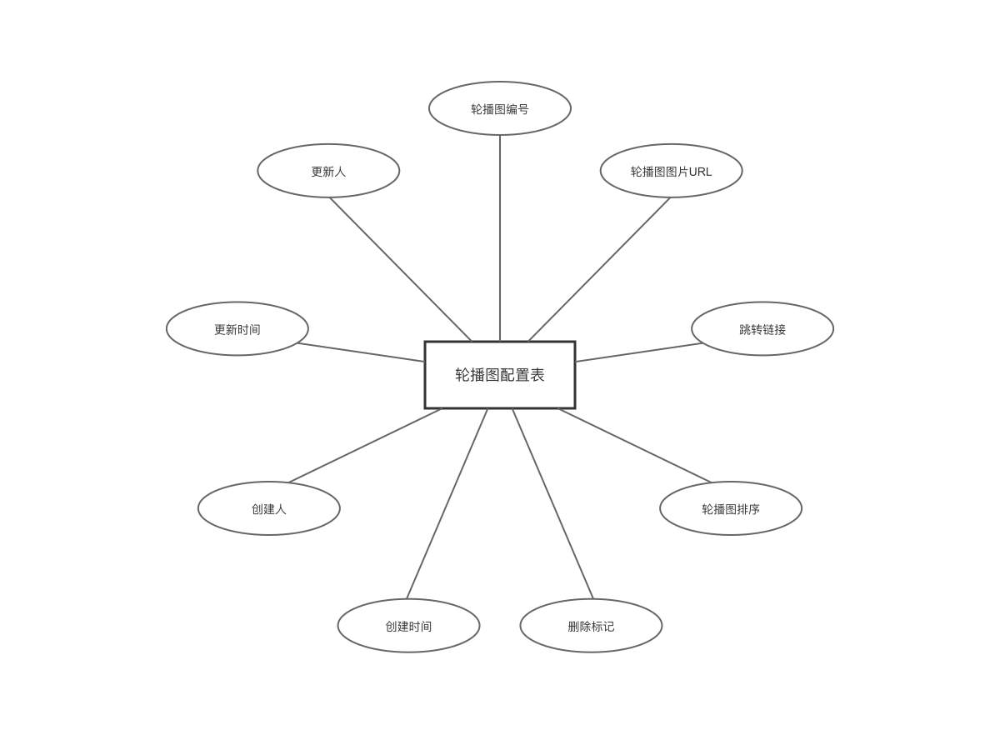 轮播图编号
更新人
轮播图图片URL
更新时间
跳转链接
轮播图配置表
创建人
轮播图排序
创建时间
删除标记